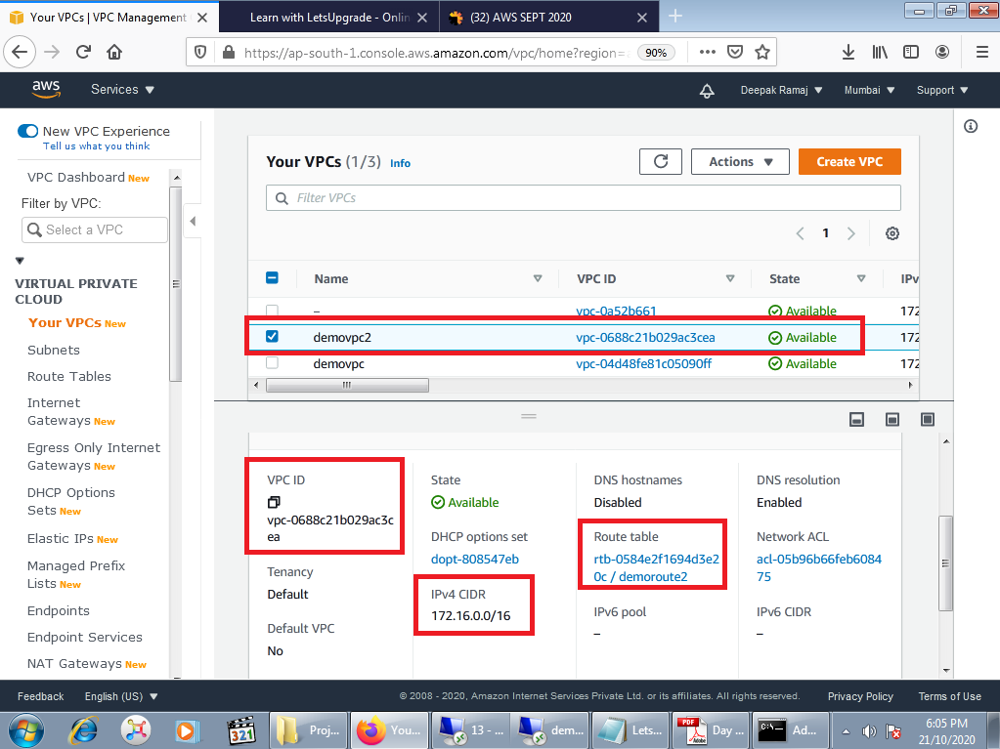 Your VPCs | VPC Management
Learn with LetsUpgrade - Onlin
(32) AWS SEPT 2020
https://ap-south-1.console.aws.amazon.com/vpc/home?region=
90%
aws
Services
Deepak Ramaj
Mumbai
Support
New VPC Experience
Tell us what you think
VPC Dashboard New
Filter by VPC:
Select a VPC
VIRTUAL PRIVATE
CLOUD
Your VPCs New
Subnets
Route Tables
Internet
Gateways New
Egress Only Internet
Gateways New
DHCP Options
Sets New
Elastic IPs New
Managed Prefix
Lists New
Endpoints
Endpoint Services
NAT Gateways New
Your VPCs (1/3) Info
Actions
Create VPC
Filter VPCs
1
Name VPC ID State IPv
– vpc-0a52b661 Available 172
demovpc2 vpc-0688c21b029ac3cea Available 172
demovpc vpc-04d48fe81c05090ff Available 172
VPC ID
vpc-0688c21b029ac3c
ea
Tenancy
Default
Default VPC
No
State
Available
DHCP options set
dopt-808547eb
IPv4 CIDR
172.16.0.0/16
DNS hostnames
Disabled
Route table
rtb-0584e2f1694d3e2
0c / demoroute2
IPv6 pool
–
DNS resolution
Enabled
Network ACL
acl-05b96b66feb6084
75
IPv6 CIDR
–
Feedback
English (US)
© 2008 - 2020, Amazon Internet Services Private Ltd. or its affiliates. All rights reserved.
Privacy Policy
Terms of Use
321
Proj...
You...
13 - ...
dem...
Lets...
PDF
Adobe
Day ...
C:\
Ad...
6:05 PM
21/10/2020